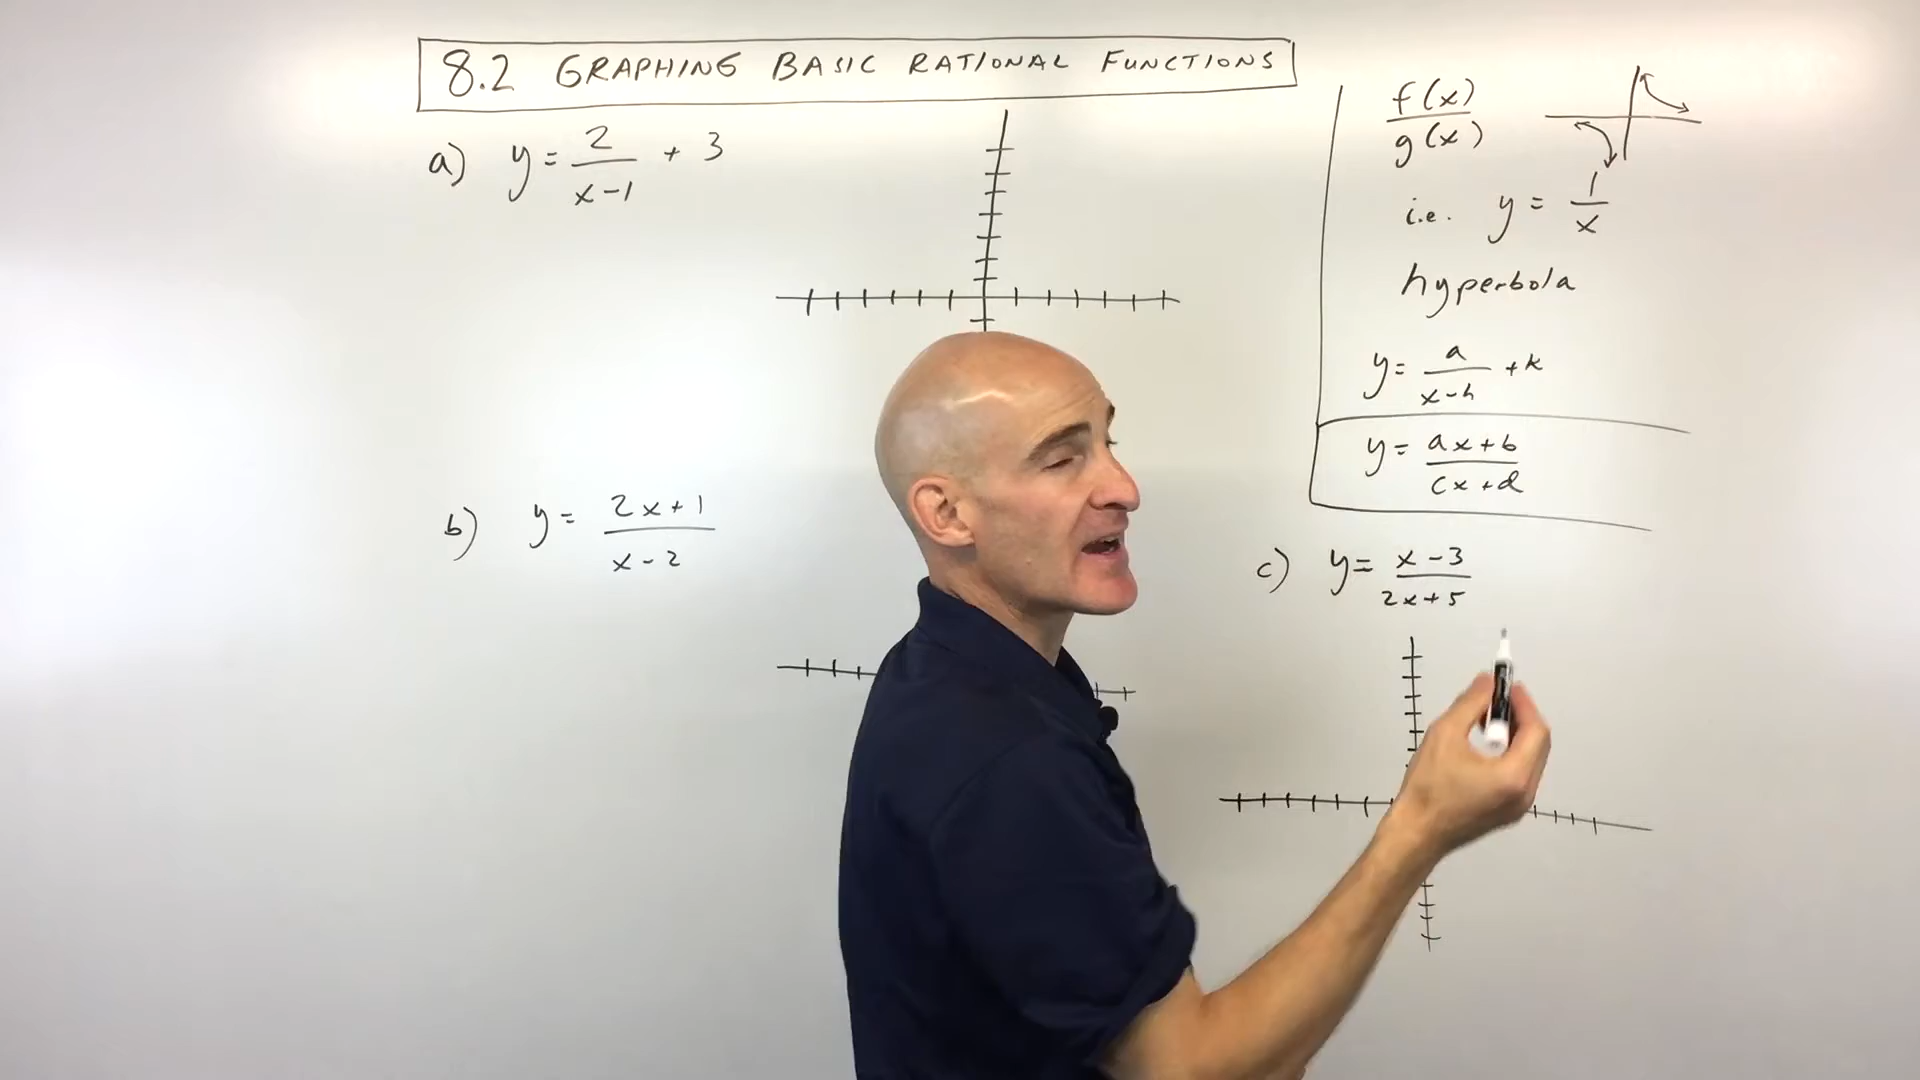 8.2 GRAPHING BASIC RATIONAL FUNCTIONS
a) y = 2/(x-1) + 3
b) y = (2x+1)/(x-2)
f(x)/g(x)
i.e. y = 1/x
hyperbola
y = a/(x-h) + k
y = (ax+b)/(cx+d)
c) y = (x-3)/(2x+5)